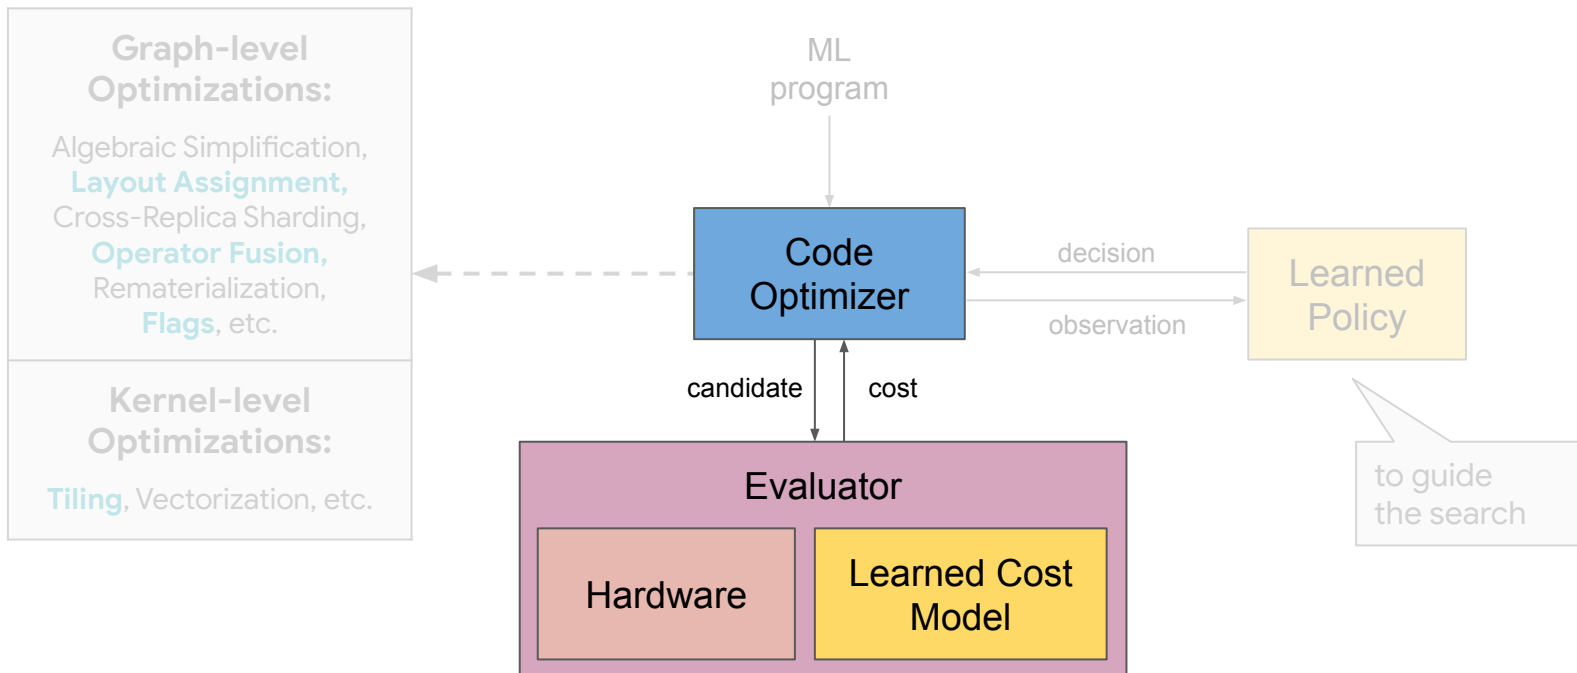 Graph-level
Optimizations:
Algebraic Simplification,
Layout Assignment,
Cross-Replica Sharding,
Operator Fusion,
Rematerialization,
Flags, etc.
Kernel-level
Optimizations:
Tiling, Vectorization, etc.
ML
program
Code
Optimizer
decision
observation
Learned
Policy
to guide
the search
candidate
cost
Evaluator
Hardware
Learned Cost
Model